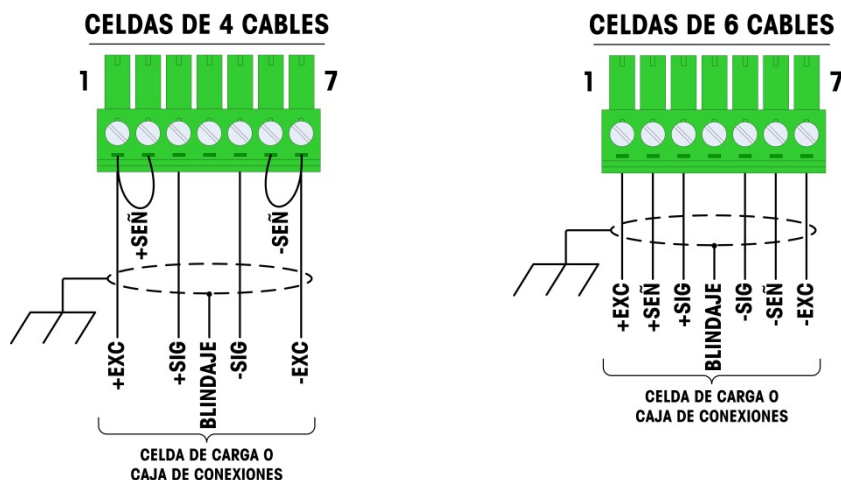 CELDAS DE 4 CABLES
1
7
+SEÑ
-SEÑ
+EXC
+SIG
BLINDAJE
-SIG
-EXC
CELDA DE CARGA O
CAJA DE CONEXIONES
CELDAS DE 6 CABLES
1
7
+EXC
+SEÑ
+SIG
BLINDAJE
-SIG
-SEÑ
-EXC
CELDA DE CARGA O
CAJA DE CONEXIONES